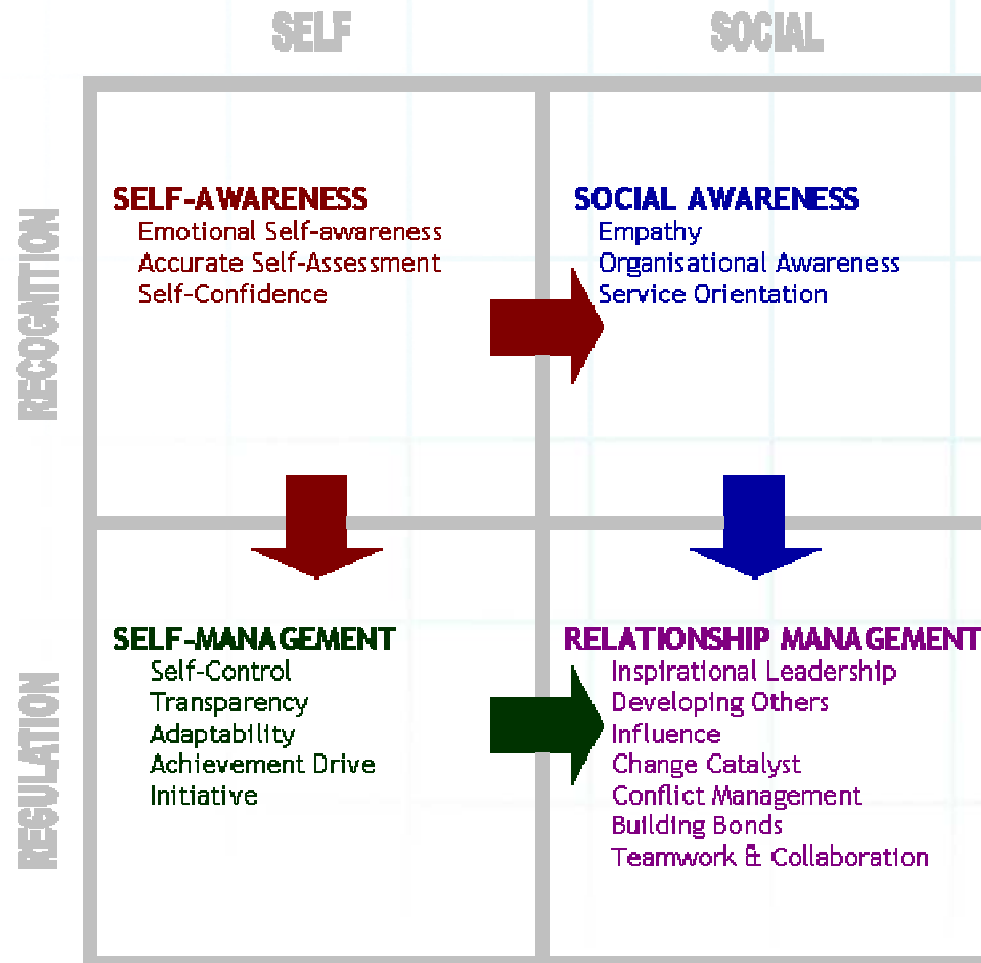 SELF
SOCIAL
RECOGNITION
SELF-AWARENESS
Emotional Self-awareness
Accurate Self-Assessment
Self-Confidence
SOCIAL AWARENESS
Empathy
Organisational Awareness
Service Orientation
REGULATION
SELF-MANAGEMENT
Self-Control
Transparency
Adaptability
Achievement Drive
Initiative
RELATIONSHIP MANAGEMENT
Inspirational Leadership
Developing Others
Influence
Change Catalyst
Conflict Management
Building Bonds
Teamwork & Collaboration